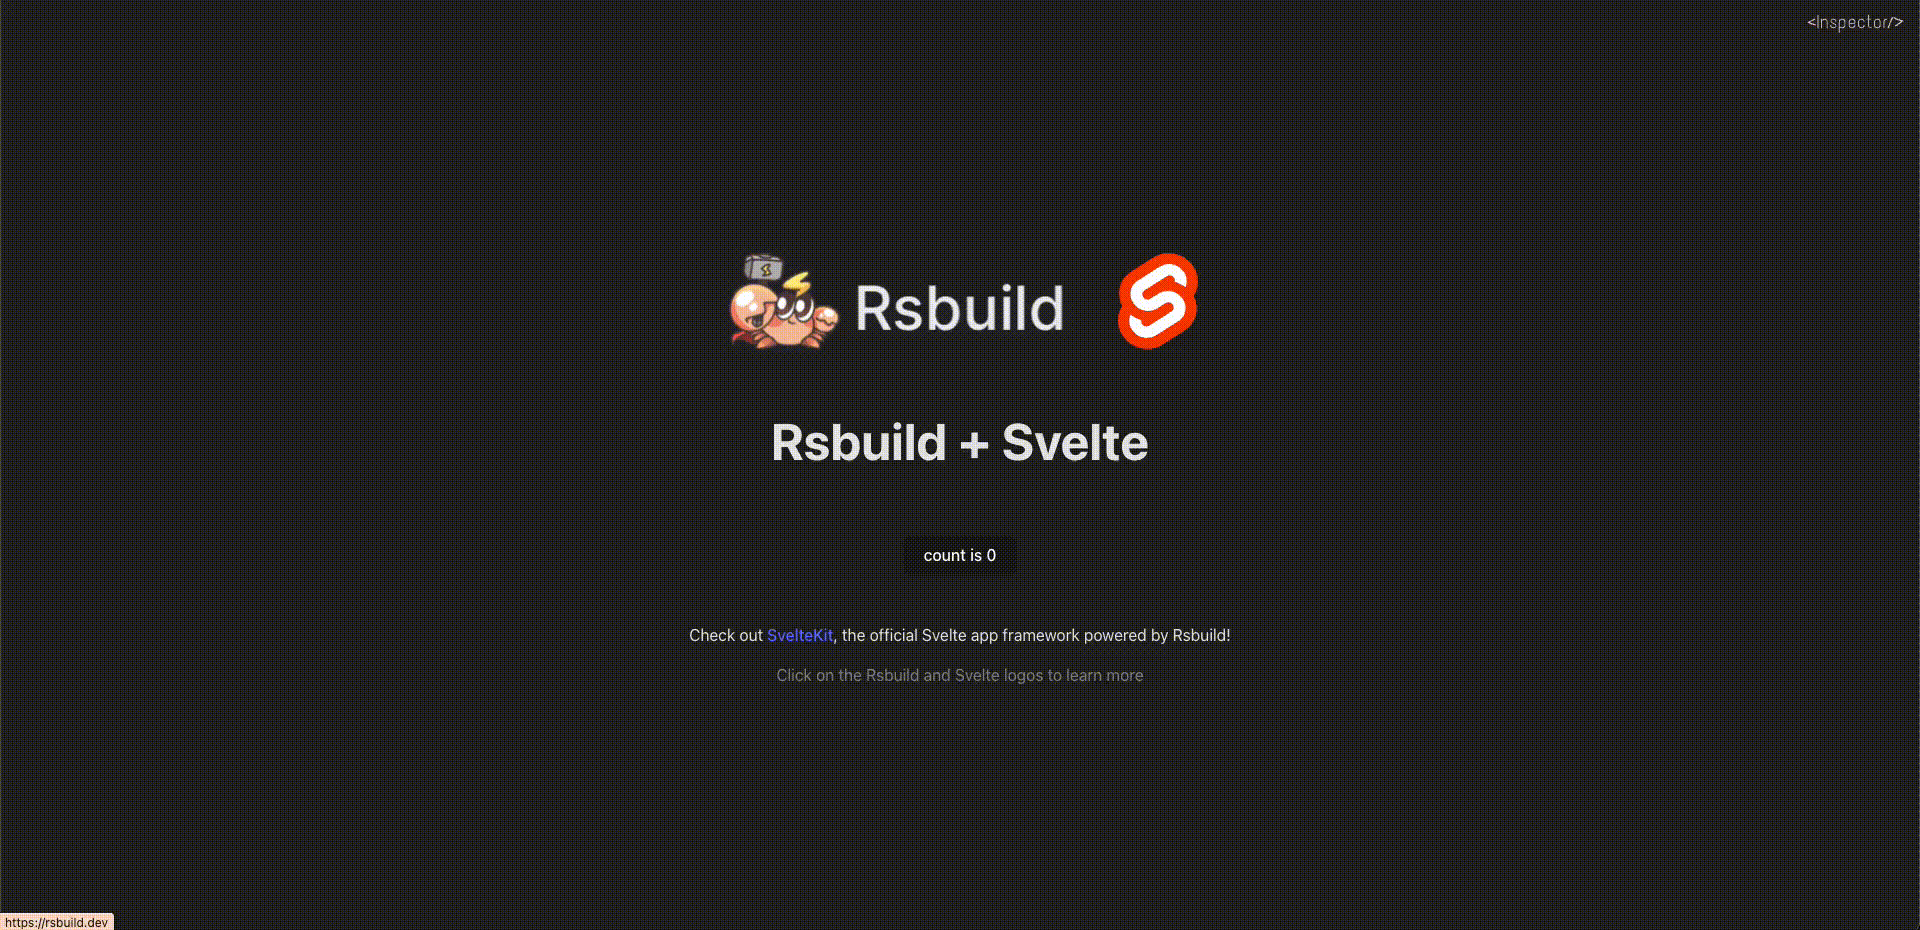 <Inspector/>
Rsbuild
Rsbuild + Svelte
count is 0
Check out SvelteKit, the official Svelte app framework powered by Rsbuild!
Click on the Rsbuild and Svelte logos to learn more
https://rsbuild.dev